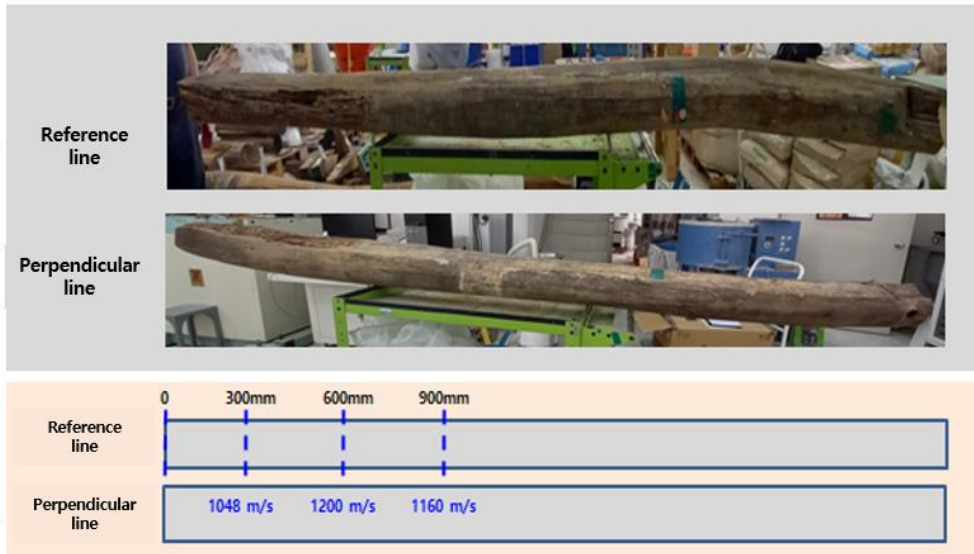 Reference
line
Perpendicular
line
0 300mm 600mm 900mm
Reference
line
Perpendicular
line
1048 m/s 1200 m/s 1160 m/s